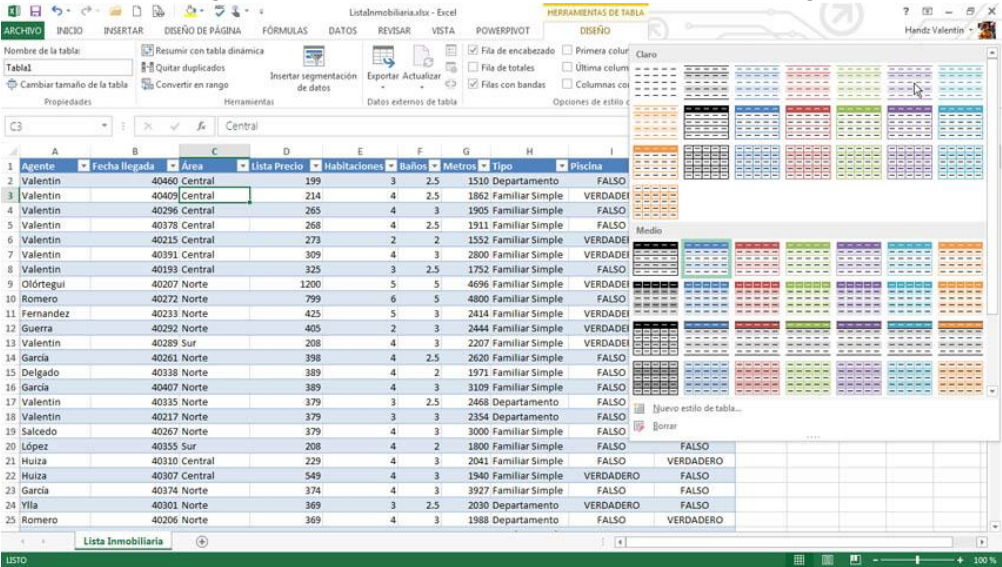 ListaInmobiliaria.xlsx - Excel
HERRAMIENTAS DE TABLA
ARCHIVO INICIO INSERTAR DISEÑO DE PÁGINA FÓRMULAS DATOS REVISAR VISTA POWERPIVOT DISEÑO Handz Valentin
Nombre de la tabla:
Tabla1
Cambiar tamaño de la tabla
Propiedades
Resumir con tabla dinámica
Quitar duplicados
Convertir en rango
Insertar segmentación
de datos
Herramientas
Exportar Actualizar
Datos externos de tabla
Fila de encabezado Primera colum
Fila de totales Última column
Filas con bandas Columnas con
Opciones de estilo d
Claro
Medio
Nuevo estilo de tabla...
Borrar
C3 fx Central
A B C D E F G H I
1 Agente Fecha llegada Área Lista Precio Habitaciones Baños Metros Tipo Piscina
2 Valentin 40460 Central 199 3 2.5 1510 Departamento FALSO
3 Valentin 40409 Central 214 4 2.5 1862 Familiar Simple VERDADE
4 Valentin 40296 Central 265 4 3 1905 Familiar Simple FALSO
5 Valentin 40378 Central 268 4 2.5 1911 Familiar Simple FALSO
6 Valentin 40215 Central 273 2 2 1552 Familiar Simple VERDADE
7 Valentin 40391 Central 309 4 3 2800 Familiar Simple VERDADE
8 Valentin 40193 Central 325 3 2.5 1752 Familiar Simple FALSO
9 Olórtegui 40207 Norte 1200 5 5 4696 Familiar Simple VERDADE
10 Romero 40272 Norte 799 6 5 4800 Familiar Simple FALSO
11 Fernandez 40233 Norte 425 5 3 2414 Familiar Simple VERDADE
12 Guerra 40292 Norte 405 2 3 2444 Familiar Simple VERDADE
13 Valentin 40289 Sur 208 4 3 2207 Familiar Simple VERDADE
14 García 40261 Norte 398 4 2.5 2620 Familiar Simple FALSO
15 Delgado 40338 Norte 389 4 2 1971 Familiar Simple FALSO
16 García 40407 Norte 389 4 3 3109 Familiar Simple FALSO
17 Valentin 40335 Norte 379 3 2.5 2468 Departamento FALSO
18 Valentin 40217 Norte 379 3 3 2354 Departamento FALSO
19 Salcedo 40267 Norte 379 4 3 3000 Familiar Simple FALSO
20 López 40355 Sur 208 4 2 1800 Familiar Simple FALSO FALSO
21 Huiza 40310 Central 229 4 3 2041 Familiar Simple FALSO VERDADERO
22 Huiza 40307 Central 549 4 3 1940 Familiar Simple VERDADERO FALSO
23 García 40374 Norte 374 4 3 3927 Familiar Simple FALSO FALSO
24 Ylla 40301 Norte 369 3 2.5 2030 Departamento VERDADERO FALSO
25 Romero 40206 Norte 369 4 3 1988 Departamento FALSO VERDADERO
Lista Inmobiliaria
LISTO 100 %